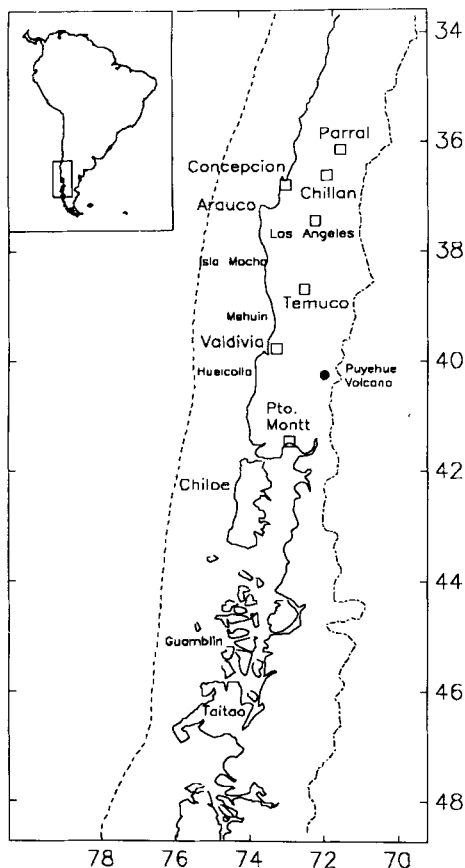 34
Parral
36
Concepcion
Chillan
Arauco
Los Angeles
38
Isla Mocha
Temuco
Mehuin
Valdivia
40
Hueicolla
Puyehue
Volcano
Pto.
Montt
42
Chiloe
44
Guamblin
46
Taitao
48
78
76
74
72
70